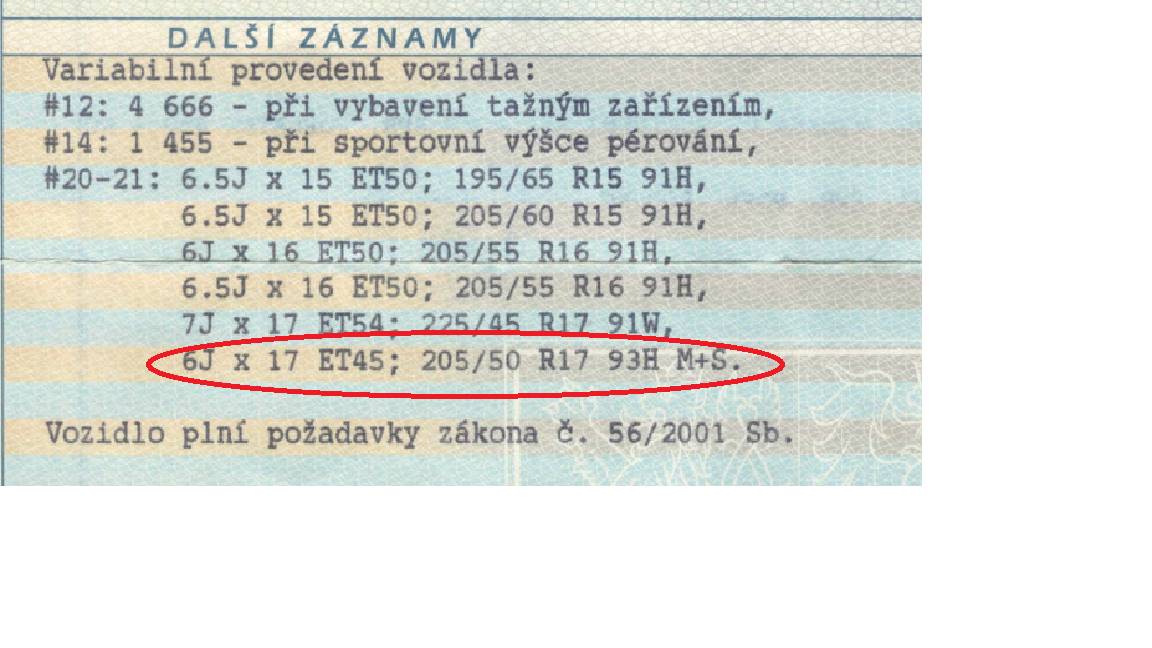 DALŠÍ ZÁZNAMY
Variabilní provedení vozidla:
#12: 4 666 - při vybavení tažným zařízením,
#14: 1 455 - při sportovní výšce pérování,
#20-21: 6.5J x 15 ET50; 195/65 R15 91H,
6.5J x 15 ET50; 205/60 R15 91H,
6J x 16 ET50; 205/55 R16 91H,
6.5J x 16 ET50; 205/55 R16 91H,
7J x 17 ET54; 225/45 R17 91W,
6J x 17 ET45; 205/50 R17 93H M+S.
Vozidlo plní požadavky zákona č. 56/2001 Sb.